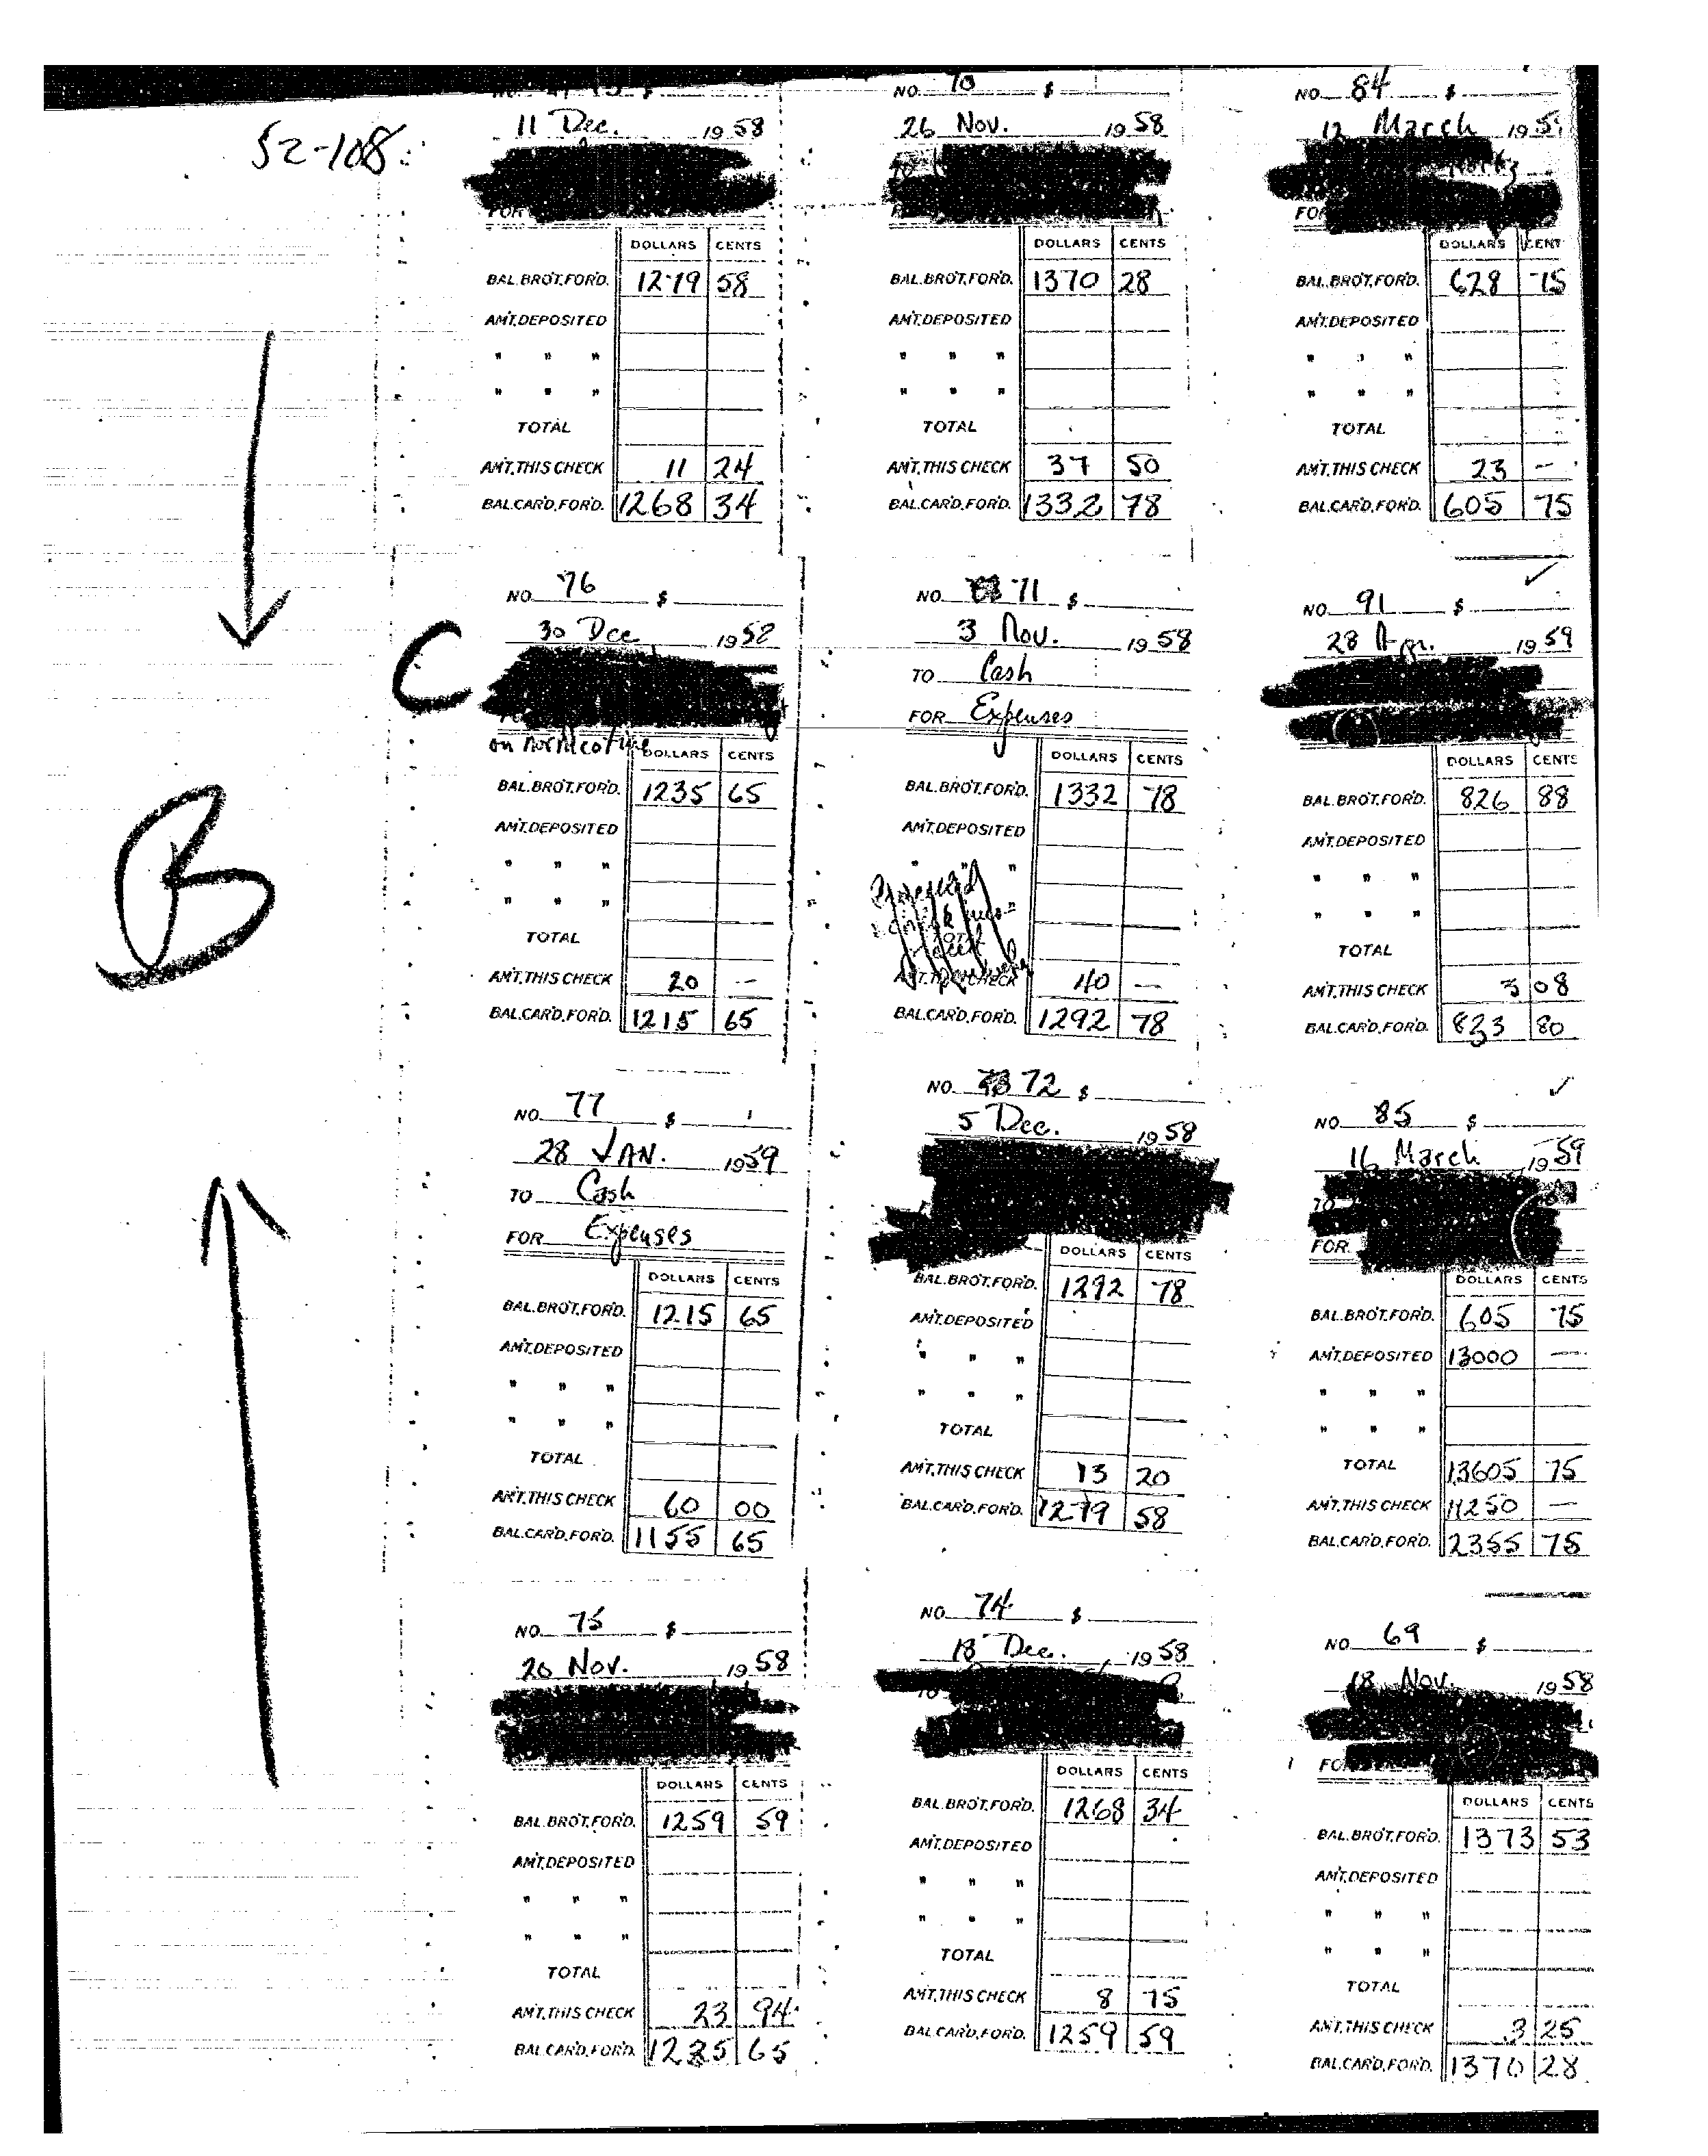 52-108
NO. $
11 Dec. 1958
FOR
DOLLARS CENTS
BAL.BRO'T.FOR'D. 1279 58
AM'T.DEPOSITED
" " "
" " "
TOTAL
AM'T.THIS CHECK 11 24
BAL.CAR'D.FOR'D. 1268 34
NO. 70 $
26 Nov. 1958
TO
DOLLARS CENTS
BAL.BRO'T.FOR'D. 1370 28
AM'T.DEPOSITED
" " "
" " "
TOTAL
AM'T.THIS CHECK 37 50
BAL.CAR'D.FOR'D. 1332 78
NO. 84 $
12 March 195
FOR
DOLLARS CENT
BAL.BRO'T.FOR'D. 628 75
AM'T.DEPOSITED
" " "
" " "
TOTAL
AM'T.THIS CHECK 23 —
BAL.CAR'D.FOR'D. 605 75
B
C
NO. 76 $
30 Dec 1958
DOLLARS CENTS
BAL.BRO'T.FOR'D. 1235 65
AM'T.DEPOSITED
" " "
" " "
TOTAL
AM'T.THIS CHECK 20 —
BAL.CAR'D.FOR'D. 1215 65
NO. 71 $
3 Nov. 1958
TO Cash
FOR Expenses
DOLLARS CENTS
BAL.BRO'T.FOR'D. 1332 78
AM'T.DEPOSITED
AM'T.THIS CHECK 40 —
BAL.CAR'D.FOR'D. 1292 78
NO. 91 $
28 Apr. 1959
DOLLARS CENTS
BAL.BRO'T.FOR'D. 826 88
AM'T.DEPOSITED
" " "
" " "
TOTAL
AM'T.THIS CHECK 3 08
BAL.CAR'D.FOR'D. 823 80
NO. 77 $
28 JAN. 1959
TO Cash
FOR Expenses
DOLLARS CENTS
BAL.BRO'T.FOR'D. 1215 65
AM'T.DEPOSITED
" " "
" " "
TOTAL
AM'T.THIS CHECK 60 00
BAL.CAR'D.FOR'D. 1155 65
NO. 72 $
5 Dec. 1958
DOLLARS CENTS
BAL.BRO'T.FOR'D. 1292 78
AM'T.DEPOSITED
" " "
" " "
TOTAL
AM'T.THIS CHECK 13 20
BAL.CAR'D.FOR'D. 1279 58
NO. 85 $
16 March 1959
TO
FOR
DOLLARS CENTS
BAL.BRO'T.FOR'D. 605 75
AM'T.DEPOSITED 13000 —
" " "
" " "
TOTAL 13605 75
AM'T.THIS CHECK 11250 —
BAL.CAR'D.FOR'D. 2355 75
NO. 75 $
20 Nov. 1958
DOLLARS CENTS
BAL.BRO'T.FOR'D. 1259 59
AM'T.DEPOSITED
" " "
" " "
TOTAL
AM'T.THIS CHECK 23 94
BAL.CAR'D.FOR'D. 1235 65
NO. 74 $
18 Dec. 1958
TO
DOLLARS CENTS
BAL.BRO'T.FOR'D. 1268 34
AM'T.DEPOSITED
" " "
" " "
TOTAL
AM'T.THIS CHECK 8 75
BAL.CAR'D.FOR'D. 1259 59
NO. 69 $
18 Nov. 1958
FOR
DOLLARS CENTS
BAL.BRO'T.FOR'D. 1373 53
AM'T.DEPOSITED
" " "
" " "
TOTAL
AM'T.THIS CHECK 3 25
BAL.CAR'D.FOR'D. 1370 28